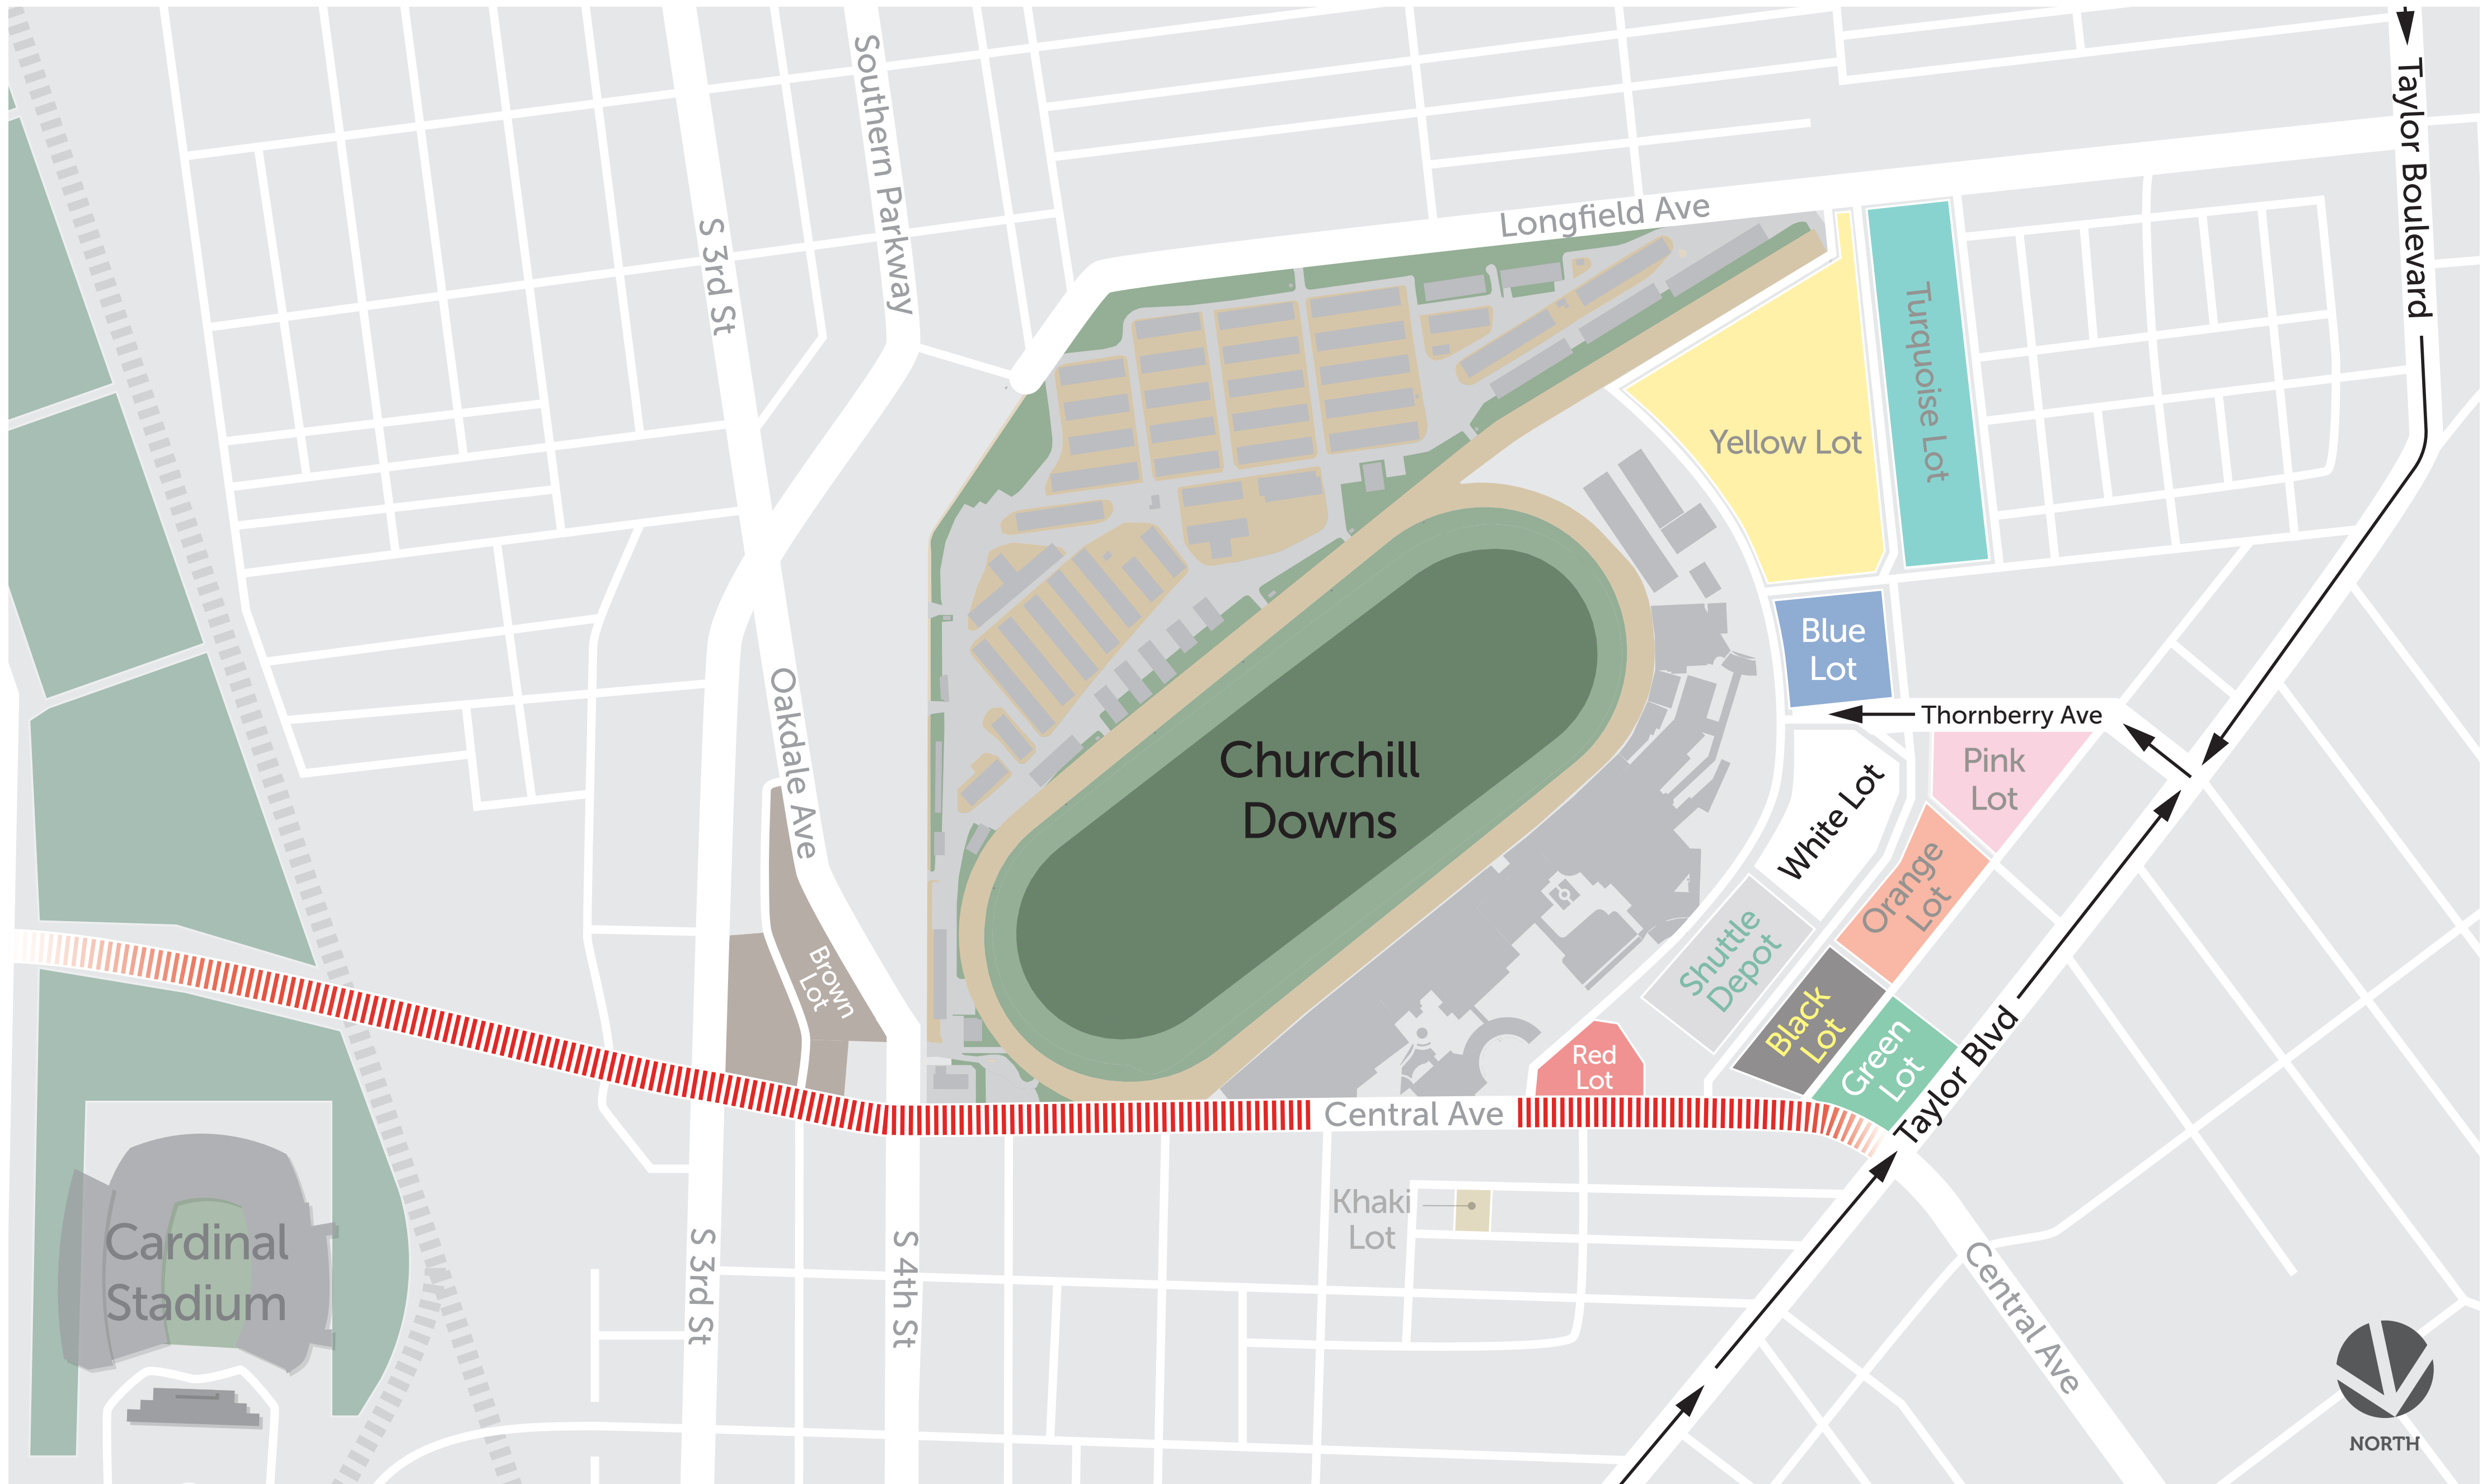 Southern Parkway
Taylor Boulevard
Longfield Ave
S 3rd St
Turquoise Lot
Yellow Lot
Blue
Lot
Oakdale Ave
Thornberry Ave
Churchill
Downs
Pink
Lot
White Lot
Orange
Lot
Shuttle
Depot
Brown
Lot
Black
Lot
Green
Lot
Red
Lot
Taylor Blvd
Central Ave
Khaki
Lot
Cardinal
Stadium
S 3rd St
S 4th St
Central Ave
NORTH